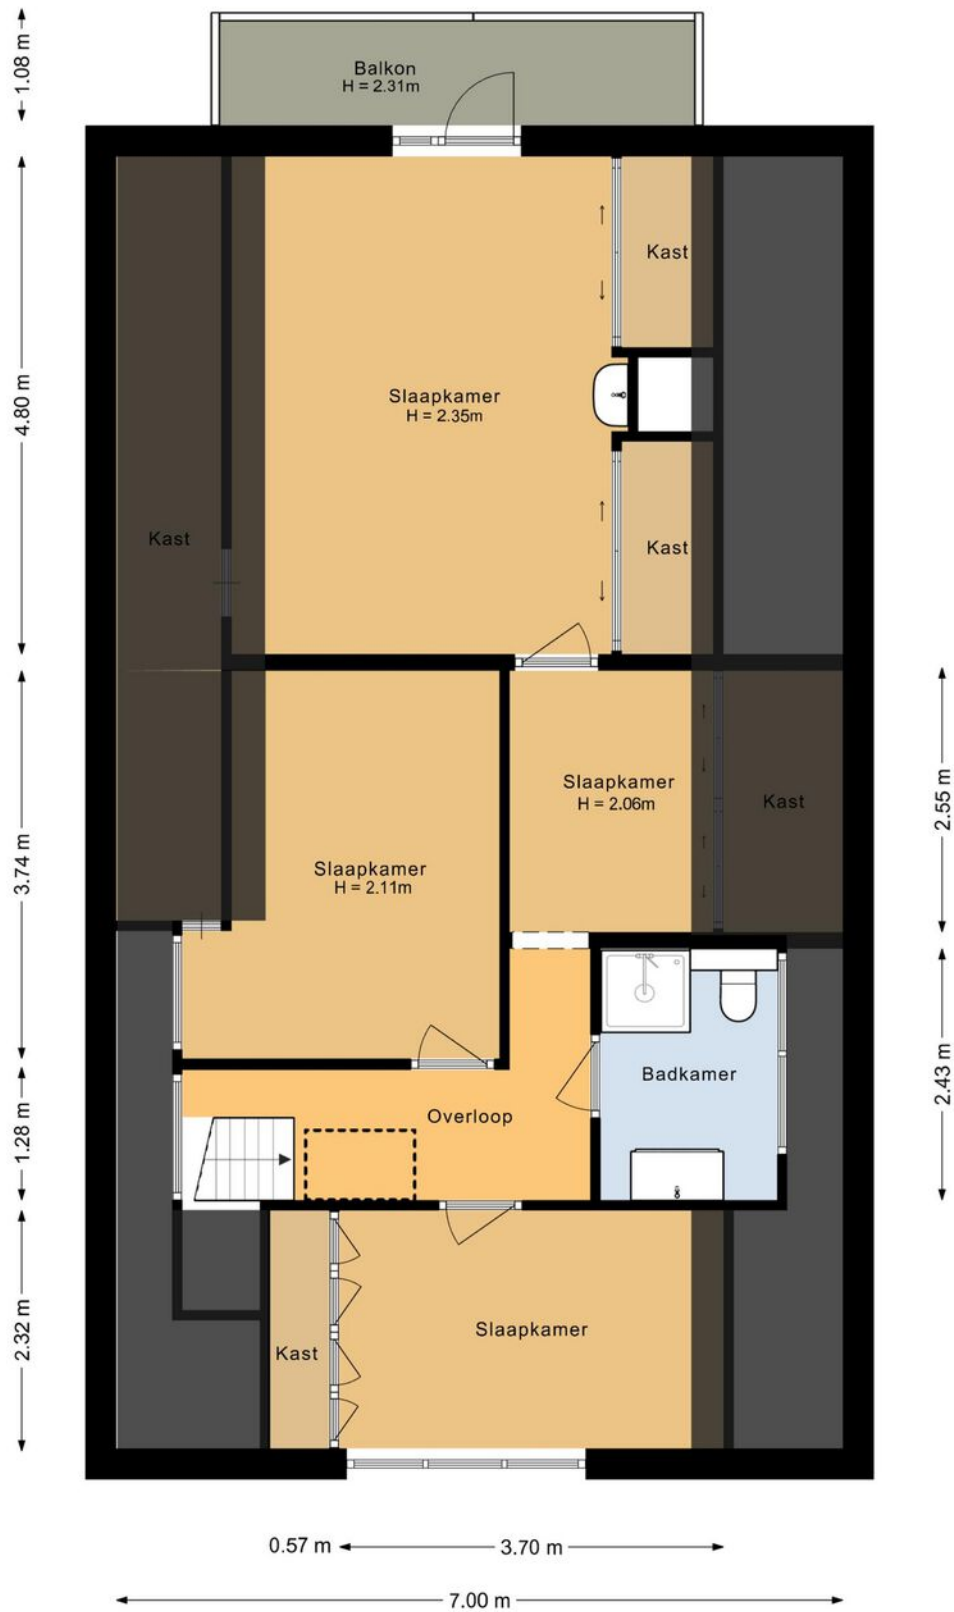 1.08 m
Balkon
H = 2.31m
Kast
4.80 m
Slaapkamer
H = 2.35m
Kast
Kast
Slaapkamer
H = 2.06m
Kast
2.55 m
3.74 m
Slaapkamer
H = 2.11m
Badkamer
2.43 m
Overloop
1.28 m
Slaapkamer
Kast
2.32 m
0.57 m
3.70 m
7.00 m